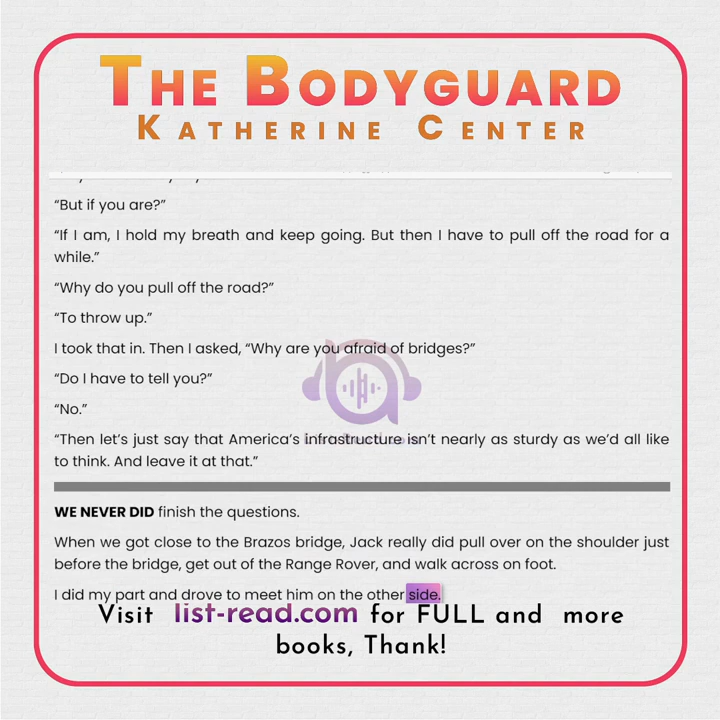 THE BODYGUARD
KATHERINE CENTER
“But if you are?”
“If I am, I hold my breath and keep going. But then I have to pull off the road for a
while.”
“Why do you pull off the road?”
“To throw up.”
I took that in. Then I asked, “Why are you afraid of bridges?”
“Do I have to tell you?”
“No.”
“Then let’s just say that America’s infrastructure isn’t nearly as sturdy as we’d all like
to think. And leave it at that.”
WE NEVER DID finish the questions.
When we got close to the Brazos bridge, Jack really did pull over on the shoulder just
before the bridge, get out of the Range Rover, and walk across on foot.
I did my part and drove to meet him on the other side.
Visit list-read.com for FULL and more
books, Thank!